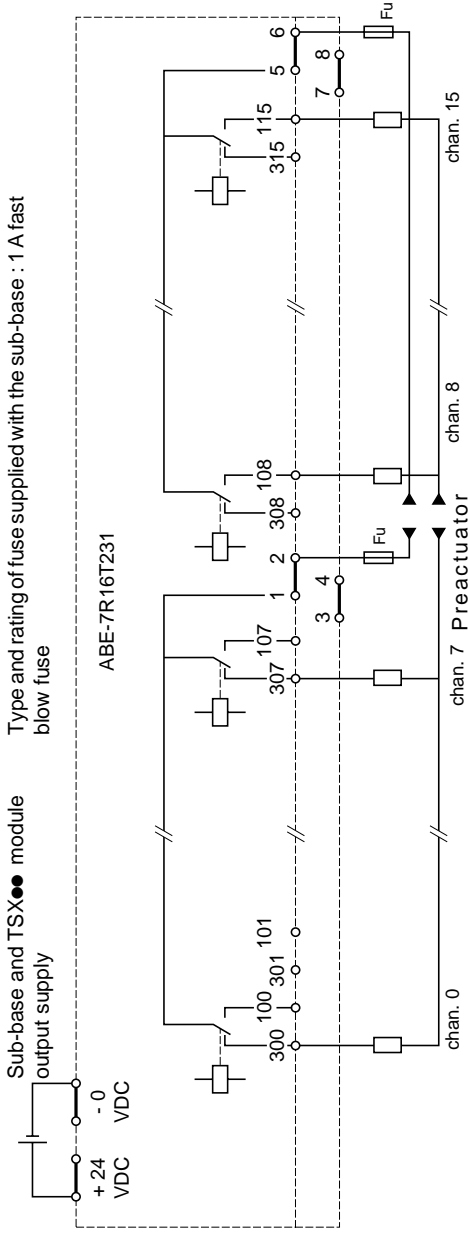 Sub-base and TSX●● module
output supply
Type and rating of fuse supplied with the sub-base : 1 A fast
blow fuse
+ 24
VDC
- 0
VDC
ABE-7R16T231
300
100
301
101
307
107
1
2
308
108
315
115
5
6
3
4
7
8
Fu
Fu
chan. 0
chan. 7
Preactuator
chan. 8
chan. 15